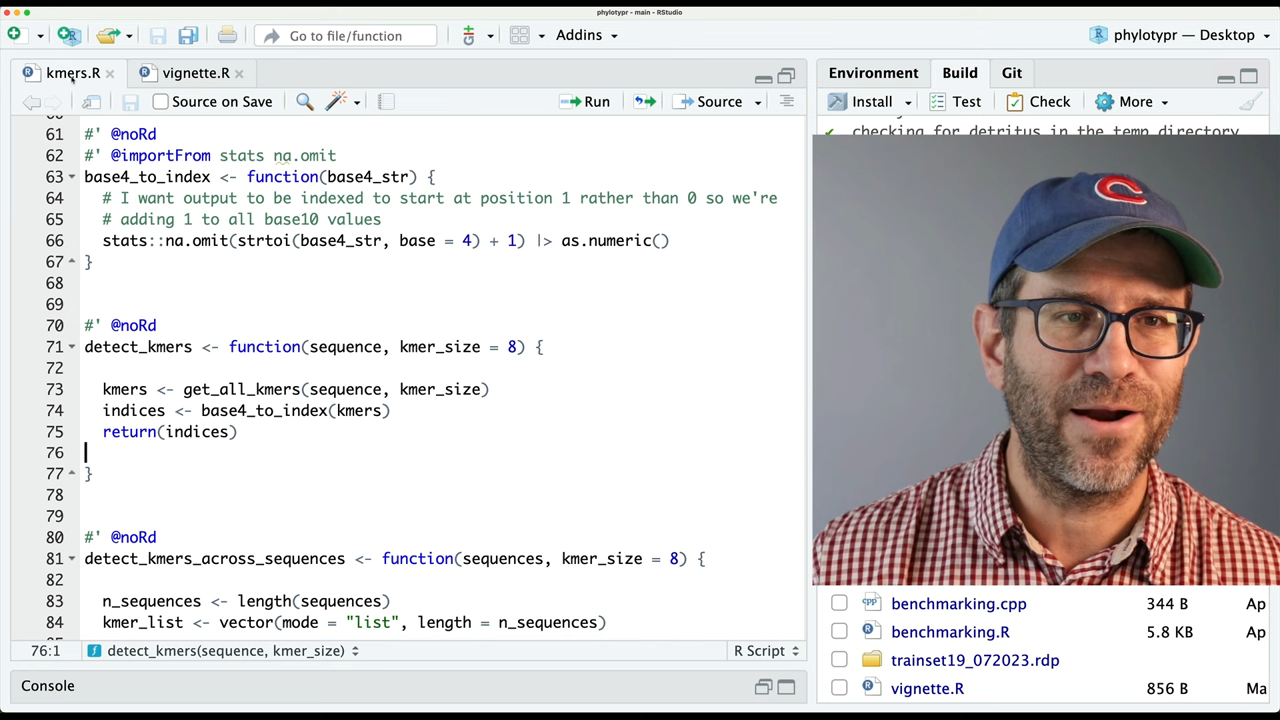 phylotypr - main - RStudio
Go to file/function
Addins
phylotypr — Desktop
kmers.R
vignette.R
Environment
Build
Git
Source on Save
Run
Source
Install
Test
Check
More
checking for detritus in the temp directory
61 #' @noRd
62 #' @importFrom stats na.omit
63 base4_to_index <- function(base4_str) {
64 # I want output to be indexed to start at position 1 rather than 0 so we're
65 # adding 1 to all base10 values
66 stats::na.omit(strtoi(base4_str, base = 4) + 1) |> as.numeric()
67 }
68
69
70 #' @noRd
71 detect_kmers <- function(sequence, kmer_size = 8) {
72
73 kmers <- get_all_kmers(sequence, kmer_size)
74 indices <- base4_to_index(kmers)
75 return(indices)
76
77 }
78
79
80 #' @noRd
81 detect_kmers_across_sequences <- function(sequences, kmer_size = 8) {
82
83 n_sequences <- length(sequences)
84 kmer_list <- vector(mode = "list", length = n_sequences)
76:1 detect_kmers(sequence, kmer_size)
R Script
Console
C
benchmarking.cpp 344 B Ap
benchmarking.R 5.8 KB Ap
trainset19_072023.rdp
vignette.R 856 B Ma